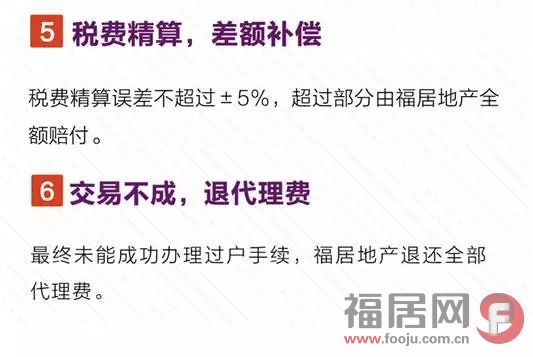 5 税费精算，差额补偿
税费精算误差不超过±5%，超过部分由福居地产全
额赔付。
6 交易不成，退代理费
最终未能成功办理过户手续，福居地产退还全部
代理费。
福居网
www.fooju.com.cn